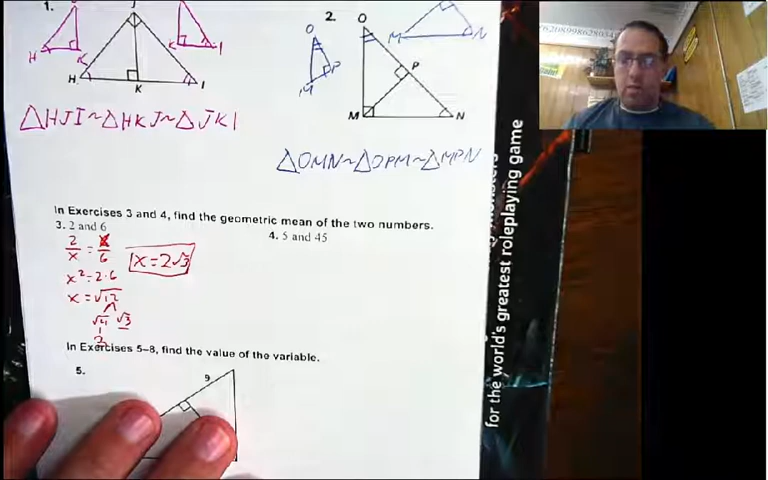 1.
2.
J
O
O
H
K
K
I
H
K
I
M
P
M
N
P
M
N
△HJI~△HKJ~△JKI
△OMN~△OPM~△MPN
In Exercises 3 and 4, find the geometric mean of the two numbers.
3. 2 and 6
4. 5 and 45
2/x = x/6
x = 2√3
x² = 2·6
x = √12
√4 √3
2
In Exercises 5–8, find the value of the variable.
5.
9
for the world's greatest roleplaying game